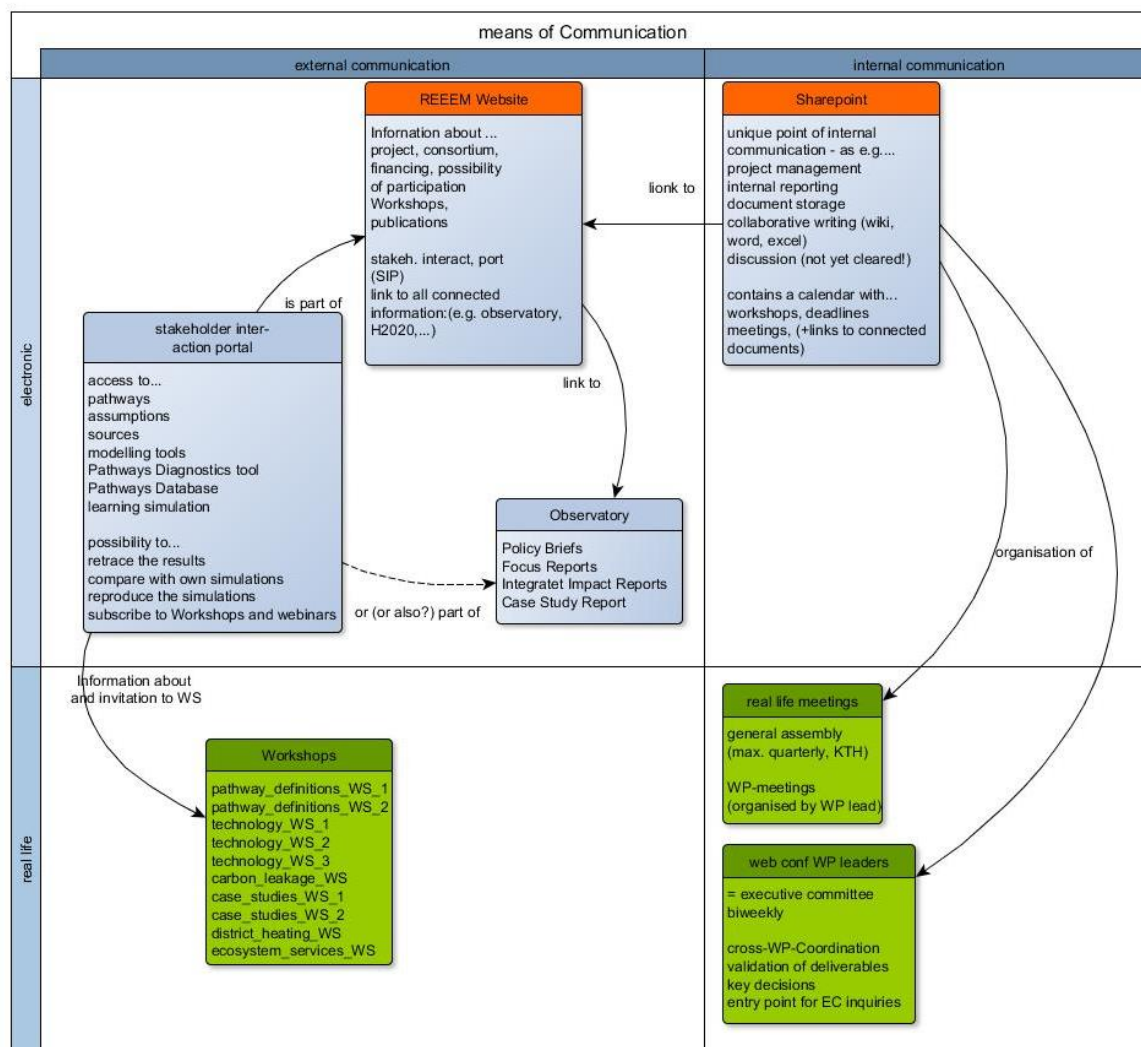 means of Communication
external communication
internal communication
electronic
REEEM Website
Infornation about ...
project, consortium,
financing, possibility
of participation
Workshops,
publications
stakeh. interact, port
(SIP)
link to all connected
information:(e.g. observatory,
H2020,...)
lionk to
Sharepoint
unique point of internal
communication - as e.g....
project management
internal reporting
document storage
collaborative writing (wiki,
word, excel)
discussion (not yet cleared!)
contains a calendar with...
workshops, deadlines
meetings, (+links to connected
documents)
is part of
stakeholder inter-
action portal
access to...
pathways
assumptions
sources
modelling tools
Pathways Diagnostics tool
Pathways Database
learning simulation
possibility to...
retrace the results
compare with own simulations
reproduce the simulations
subscribe to Workshops and webinars
link to
Observatory
Policy Briefs
Focus Reports
Integratet Impact Reports
Case Study Report
or (or also?) part of
organisation of
real life
Information about
and invitation to WS
Workshops
pathway_definitions_WS_1
pathway_definitions_WS_2
technology_WS_1
technology_WS_2
technology_WS_3
carbon_leakage_WS
case_studies_WS_1
case_studies_WS_2
district_heating_WS
ecosystem_services_WS
real life meetings
general assembly
(max. quarterly, KTH)
WP-meetings
(organised by WP lead)
web conf WP leaders
= executive committee
biweekly
cross-WP-Coordination
validation of deliverables
key decisions
entry point for EC inquiries